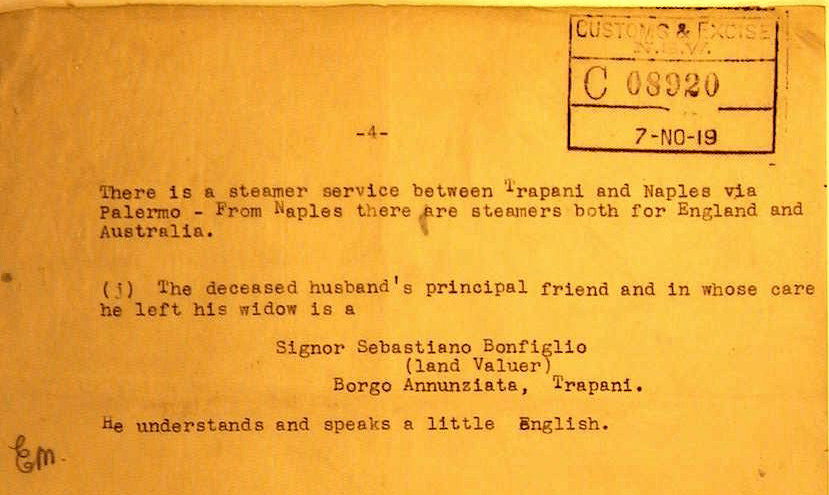 CUSTOMS & EXCISE
N.S.W.
C 08920
7-NO-19
-4-
There is a steamer service between Trapani and Naples via
Palermo - From Naples there are steamers both for England and
Australia.
(j) The deceased husband's principal friend and in whose care
he left his widow is a
Signor Sebastiano Bonfiglio
(land Valuer)
Borgo Annunziata, Trapani.
He understands and speaks a little English.
EM.